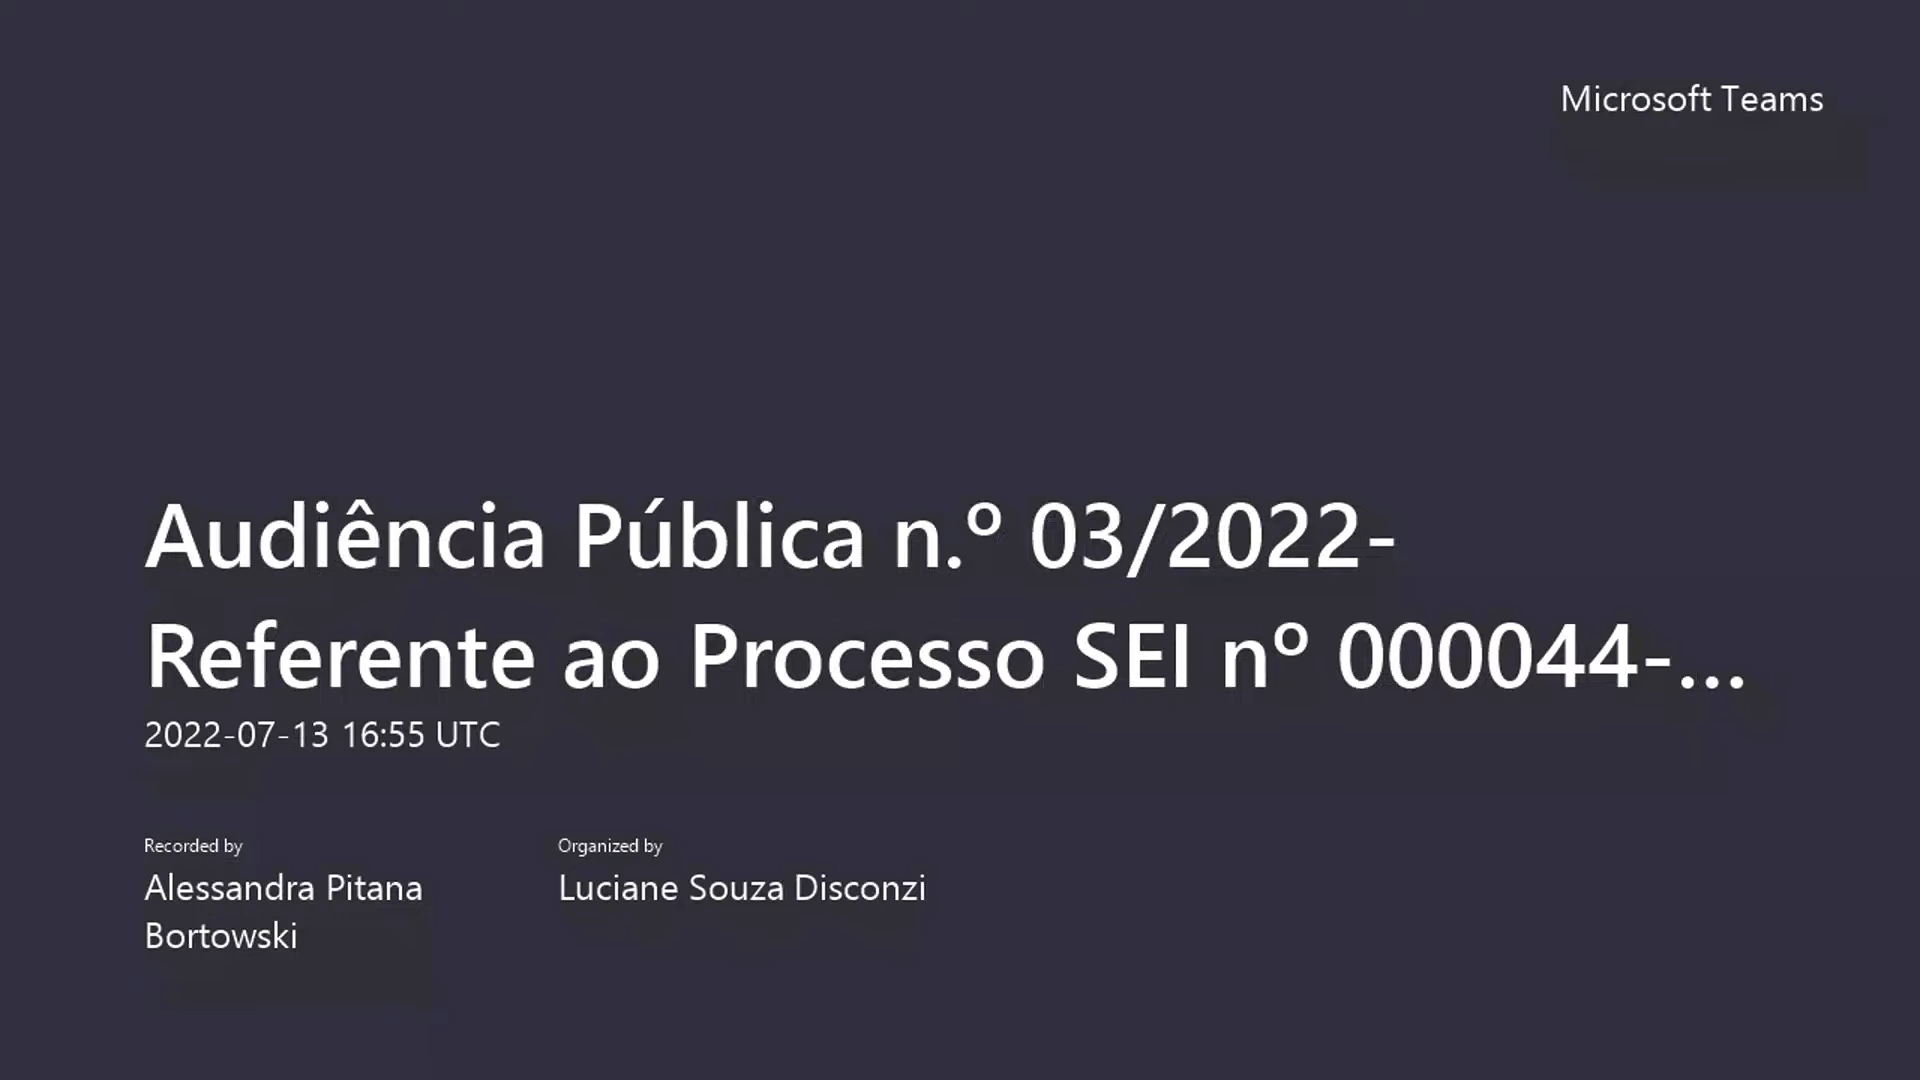 Microsoft Teams
Audiência Pública n.º 03/2022-
Referente ao Processo SEI nº 000044-...
2022-07-13 16:55 UTC
Recorded by
Organized by
Alessandra Pitana
Bortowski
Luciane Souza Disconzi